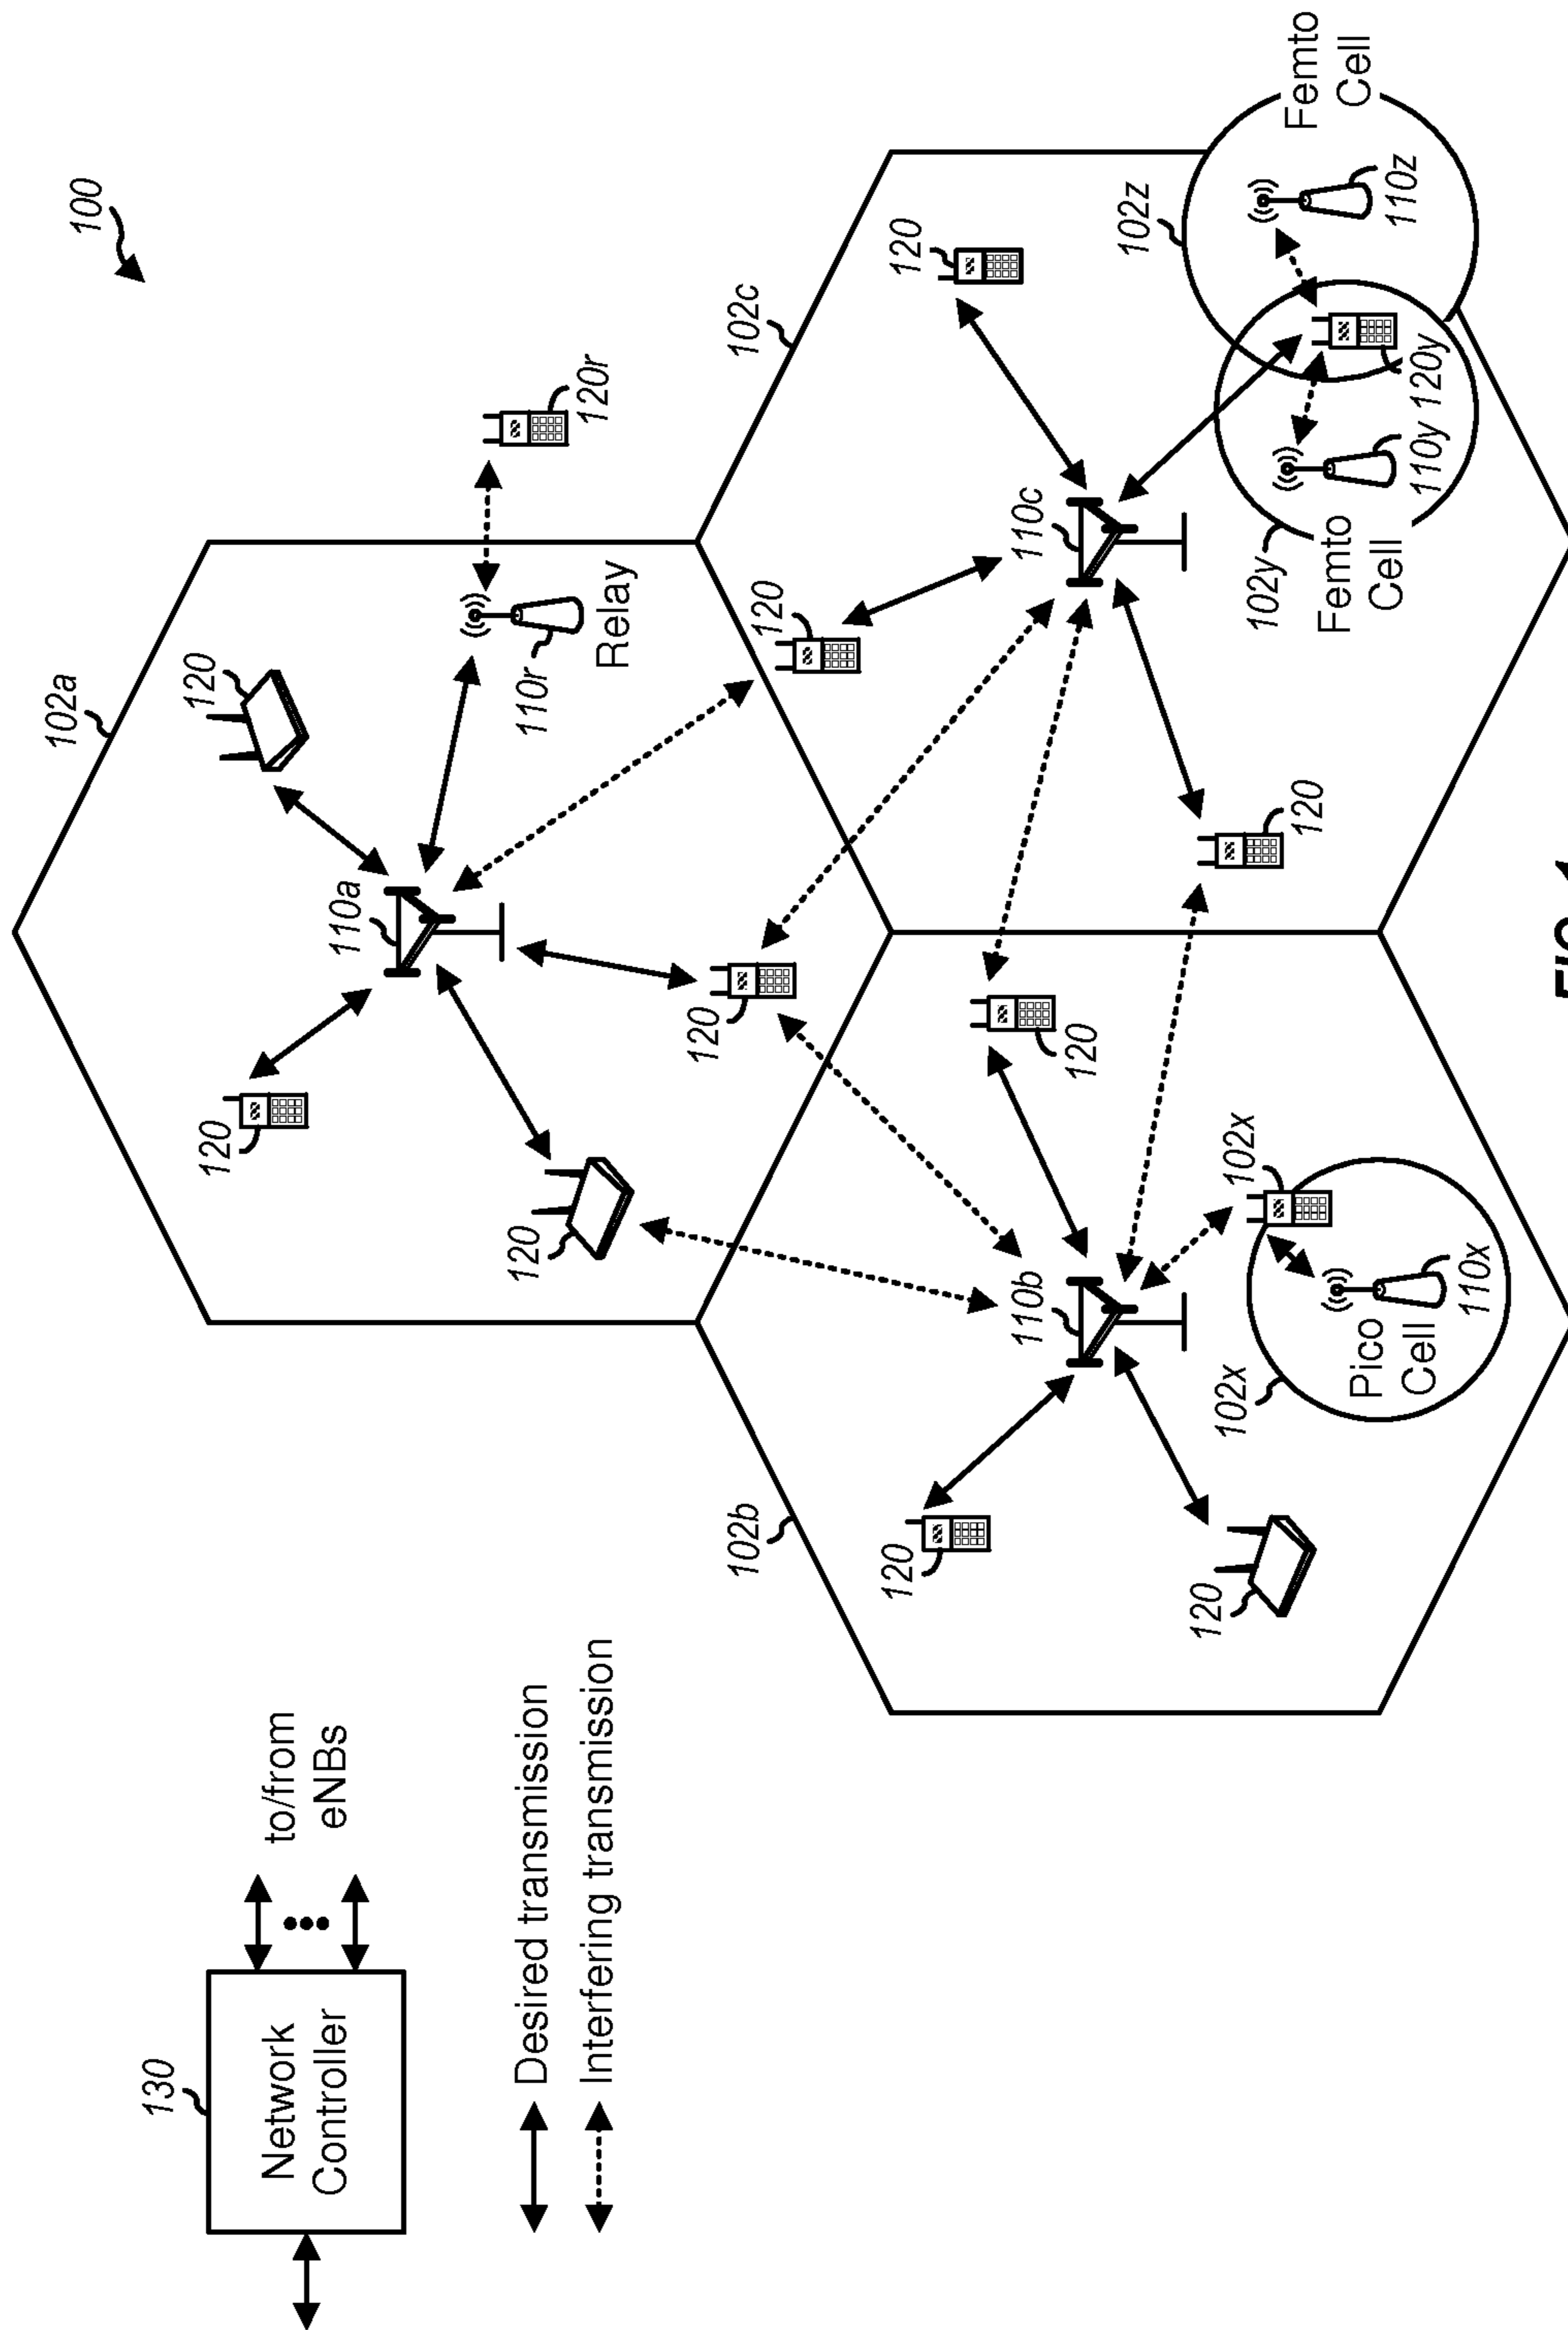 100
130
Network
Controller
to/from
eNBs
Desired transmission
Interfering transmission
102a
120
110a
120
120
120
110r
Relay
120r
102b
120
110b
120
120
102x
102x
Pico
Cell
110x
102c
120
120
110c
120
102z
102y
Femto
Cell
110y
120y
110z
Femto
Cell